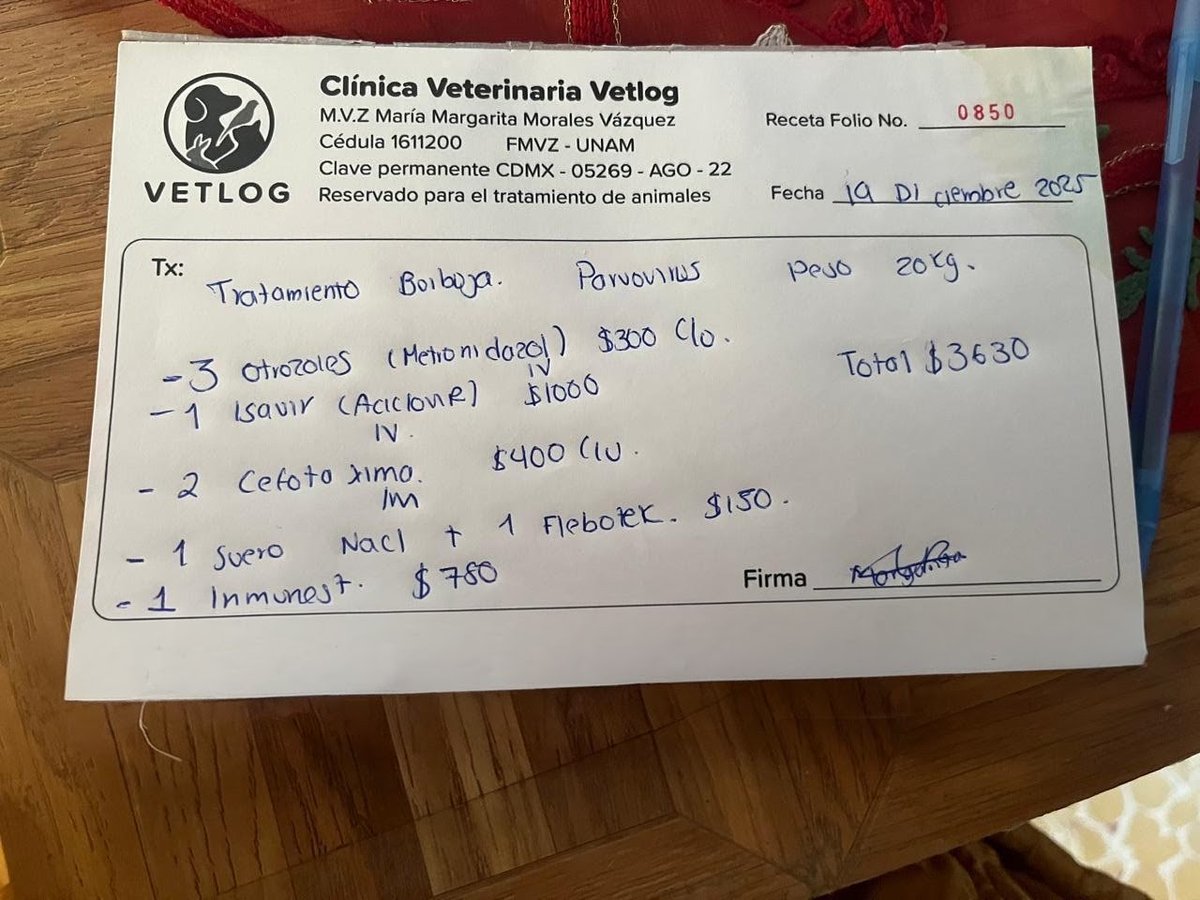 Clínica Veterinaria Vetlog
M.V.Z María Margarita Morales Vázquez
Cédula 1611200 FMVZ - UNAM
Clave permanente CDMX - 05269 - AGO - 22
Reservado para el tratamiento de animales
VETLOG
Receta Folio No. 0850
Fecha 19 Diciembre 2025
Tx:
Tratamiento Borbuja. Parvovirus peso 20kg.
- 3 Otrozoles (Metronidazol) $300 C/u.
IV
Total $3630
- 1 Isavir (Aciclovir) $1000
IV.
- 2 Cefotaximo. $400 C/u.
IM
- 1 Suero NaCl + 1 Flebotek. $150.
- 1 Inmunest. $780
Firma